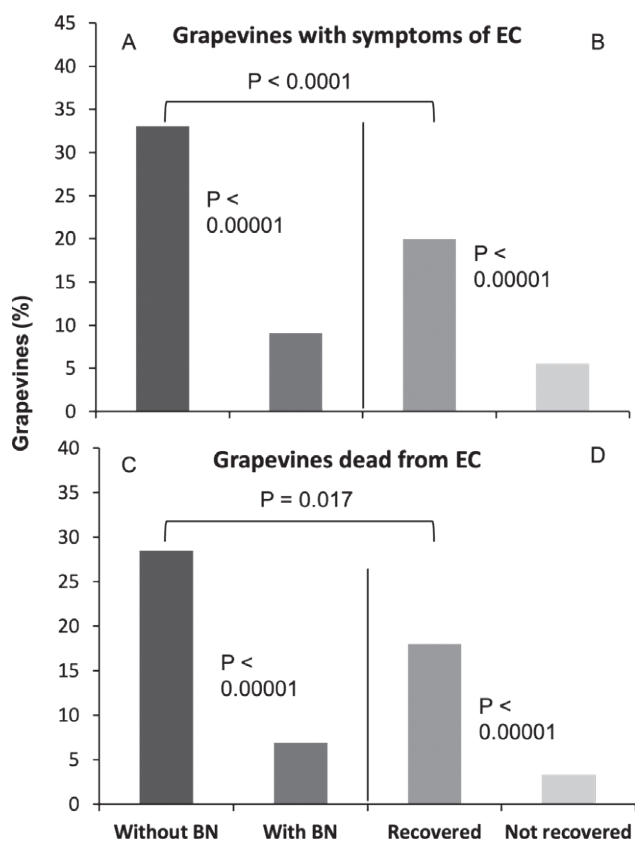 A
Grapevines with symptoms of EC
B
P < 0.0001
45
40
35
30
25
20
15
10
5
0
P <
0.00001
P <
0.00001
Grapevines (%)
C
Grapevines dead from EC
D
P = 0.017
40
35
30
25
20
15
10
5
0
P <
0.00001
P <
0.00001
Without BN
With BN
Recovered
Not recovered